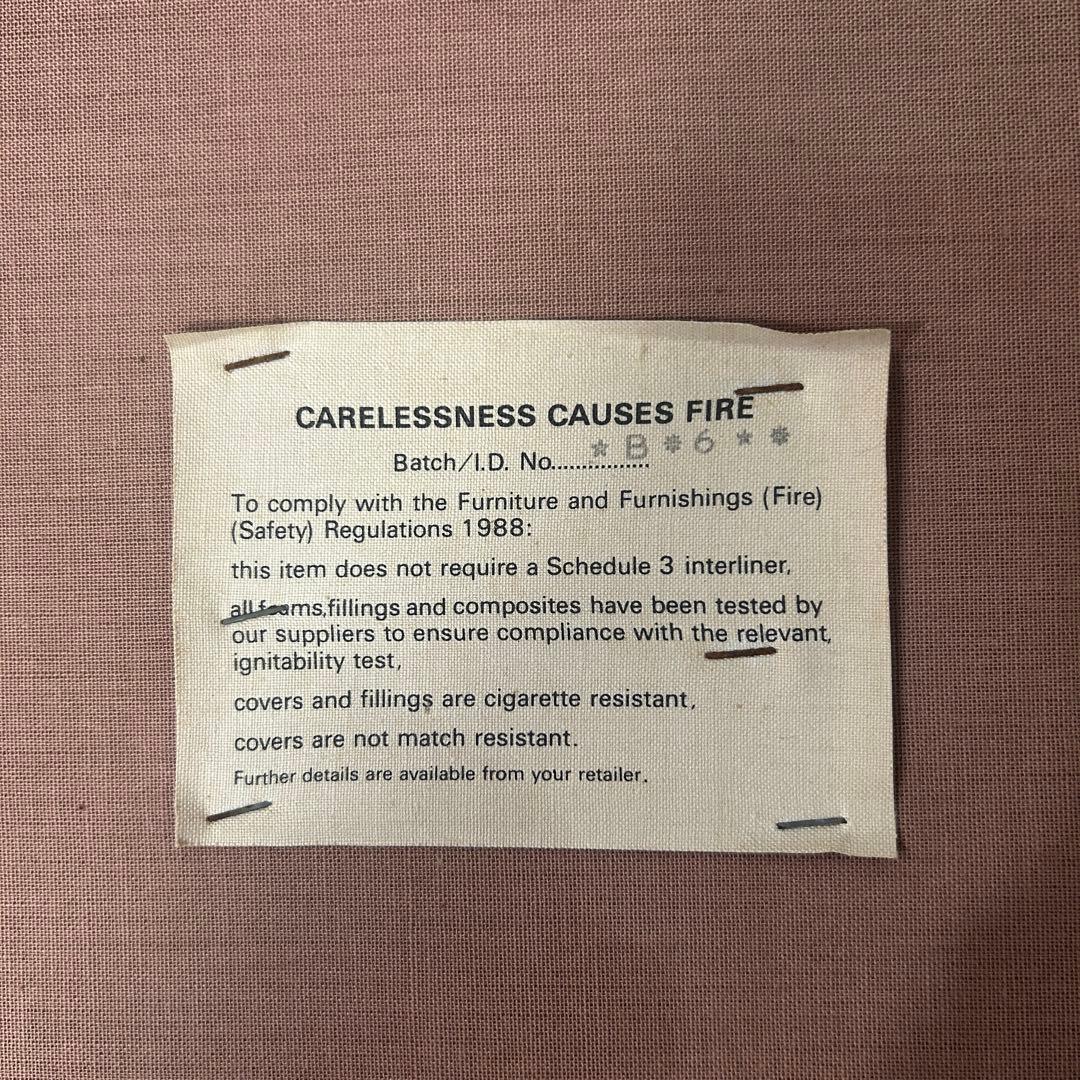 CARELESSNESS CAUSES FIRE
Batch/I.D. No................. * B * 6 * *
To comply with the Furniture and Furnishings (Fire)
(Safety) Regulations 1988:
this item does not require a Schedule 3 interliner,
all foams,fillings and composites have been tested by
our suppliers to ensure compliance with the relevant,
ignitability test,
covers and fillings are cigarette resistant,
covers are not match resistant.
Further details are available from your retailer.